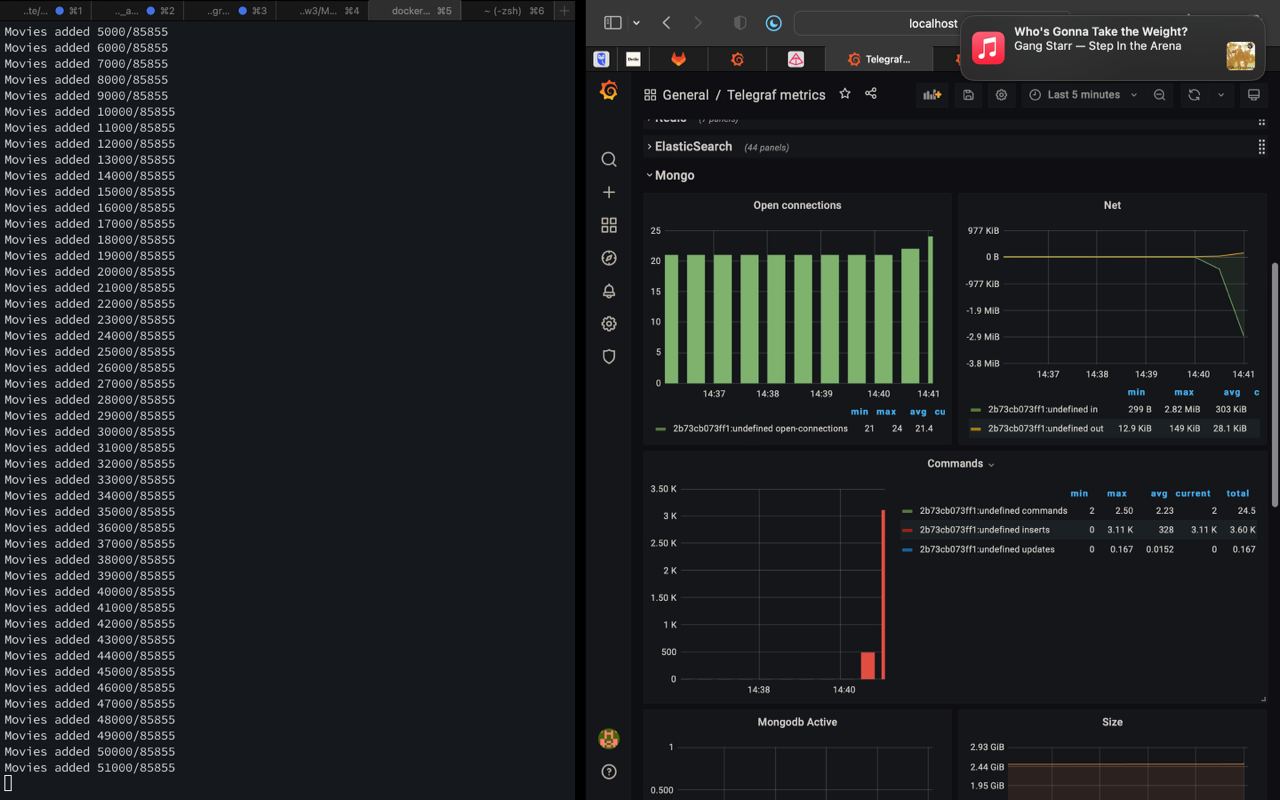 ..te/... ⌘1 .._a... ⌘2 ..gr... ⌘3 ..w3/M... ⌘4 docker... ⌘5 ~ (-zsh) ⌘6
Movies added 5000/85855
Movies added 6000/85855
Movies added 7000/85855
Movies added 8000/85855
Movies added 9000/85855
Movies added 10000/85855
Movies added 11000/85855
Movies added 12000/85855
Movies added 13000/85855
Movies added 14000/85855
Movies added 15000/85855
Movies added 16000/85855
Movies added 17000/85855
Movies added 18000/85855
Movies added 19000/85855
Movies added 20000/85855
Movies added 21000/85855
Movies added 22000/85855
Movies added 23000/85855
Movies added 24000/85855
Movies added 25000/85855
Movies added 26000/85855
Movies added 27000/85855
Movies added 28000/85855
Movies added 29000/85855
Movies added 30000/85855
Movies added 31000/85855
Movies added 32000/85855
Movies added 33000/85855
Movies added 34000/85855
Movies added 35000/85855
Movies added 36000/85855
Movies added 37000/85855
Movies added 38000/85855
Movies added 39000/85855
Movies added 40000/85855
Movies added 41000/85855
Movies added 42000/85855
Movies added 43000/85855
Movies added 44000/85855
Movies added 45000/85855
Movies added 46000/85855
Movies added 47000/85855
Movies added 48000/85855
Movies added 49000/85855
Movies added 50000/85855
Movies added 51000/85855
localhost
Who's Gonna Take the Weight?
Gang Starr — Step In the Arena
Telegraf...
General / Telegraf metrics
Last 5 minutes
Redis (7 panels)
ElasticSearch (44 panels)
Mongo
Open connections
25
20
15
10
5
0
14:37 14:38 14:39 14:40 14:41
min max avg cu
2b73cb073ff1:undefined open-connections 21 24 21.4
Net
977 KiB
0 B
-977 KiB
-1.9 MiB
-2.9 MiB
-3.8 MiB
14:37 14:38 14:39 14:40 14:41
min max avg c
2b73cb073ff1:undefined in 299 B 2.82 MiB 303 KiB
2b73cb073ff1:undefined out 12.9 KiB 149 KiB 28.1 KiB
Commands
3.50 K
3 K
2.50 K
2 K
1.50 K
1 K
500
0
14:38 14:40
min max avg current total
2b73cb073ff1:undefined commands 2 2.50 2.23 2 24.5
2b73cb073ff1:undefined inserts 0 3.11 K 328 3.11 K 3.60 K
2b73cb073ff1:undefined updates 0 0.167 0.0152 0 0.167
Mongodb Active
1
0.500
Size
2.93 GiB
2.44 GiB
1.95 GiB